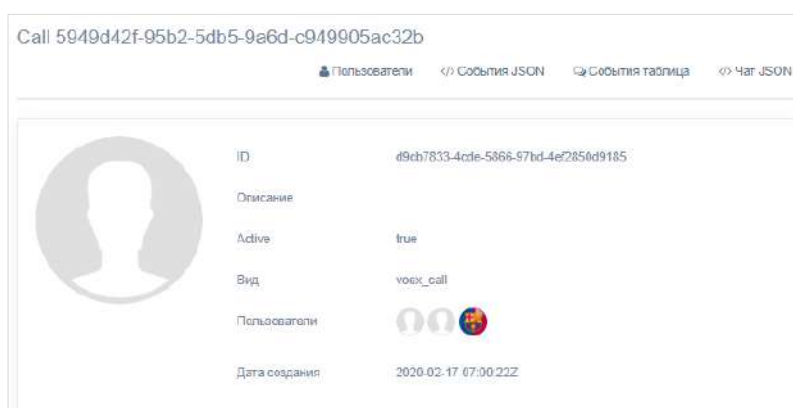 Call 5949d42f-95b2-5db5-9a6d-c949905ac32b
Пользователи </> События JSON События таблица </> Чат JSON
ID d9cb7833-4cde-5866-97bd-4ef2850d9185
Описание
Active true
Вид voex_call
Пользователи
Дата создания 2020-02-17 07:00:22Z